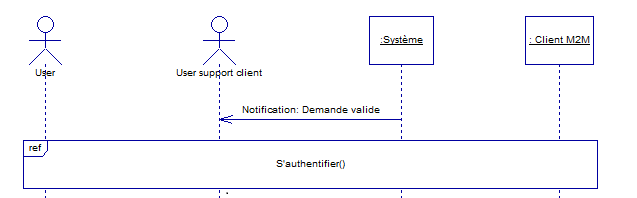 :Système
: Client M2M
User
User support client
Notification: Demande valide
ref
S'authentifier()